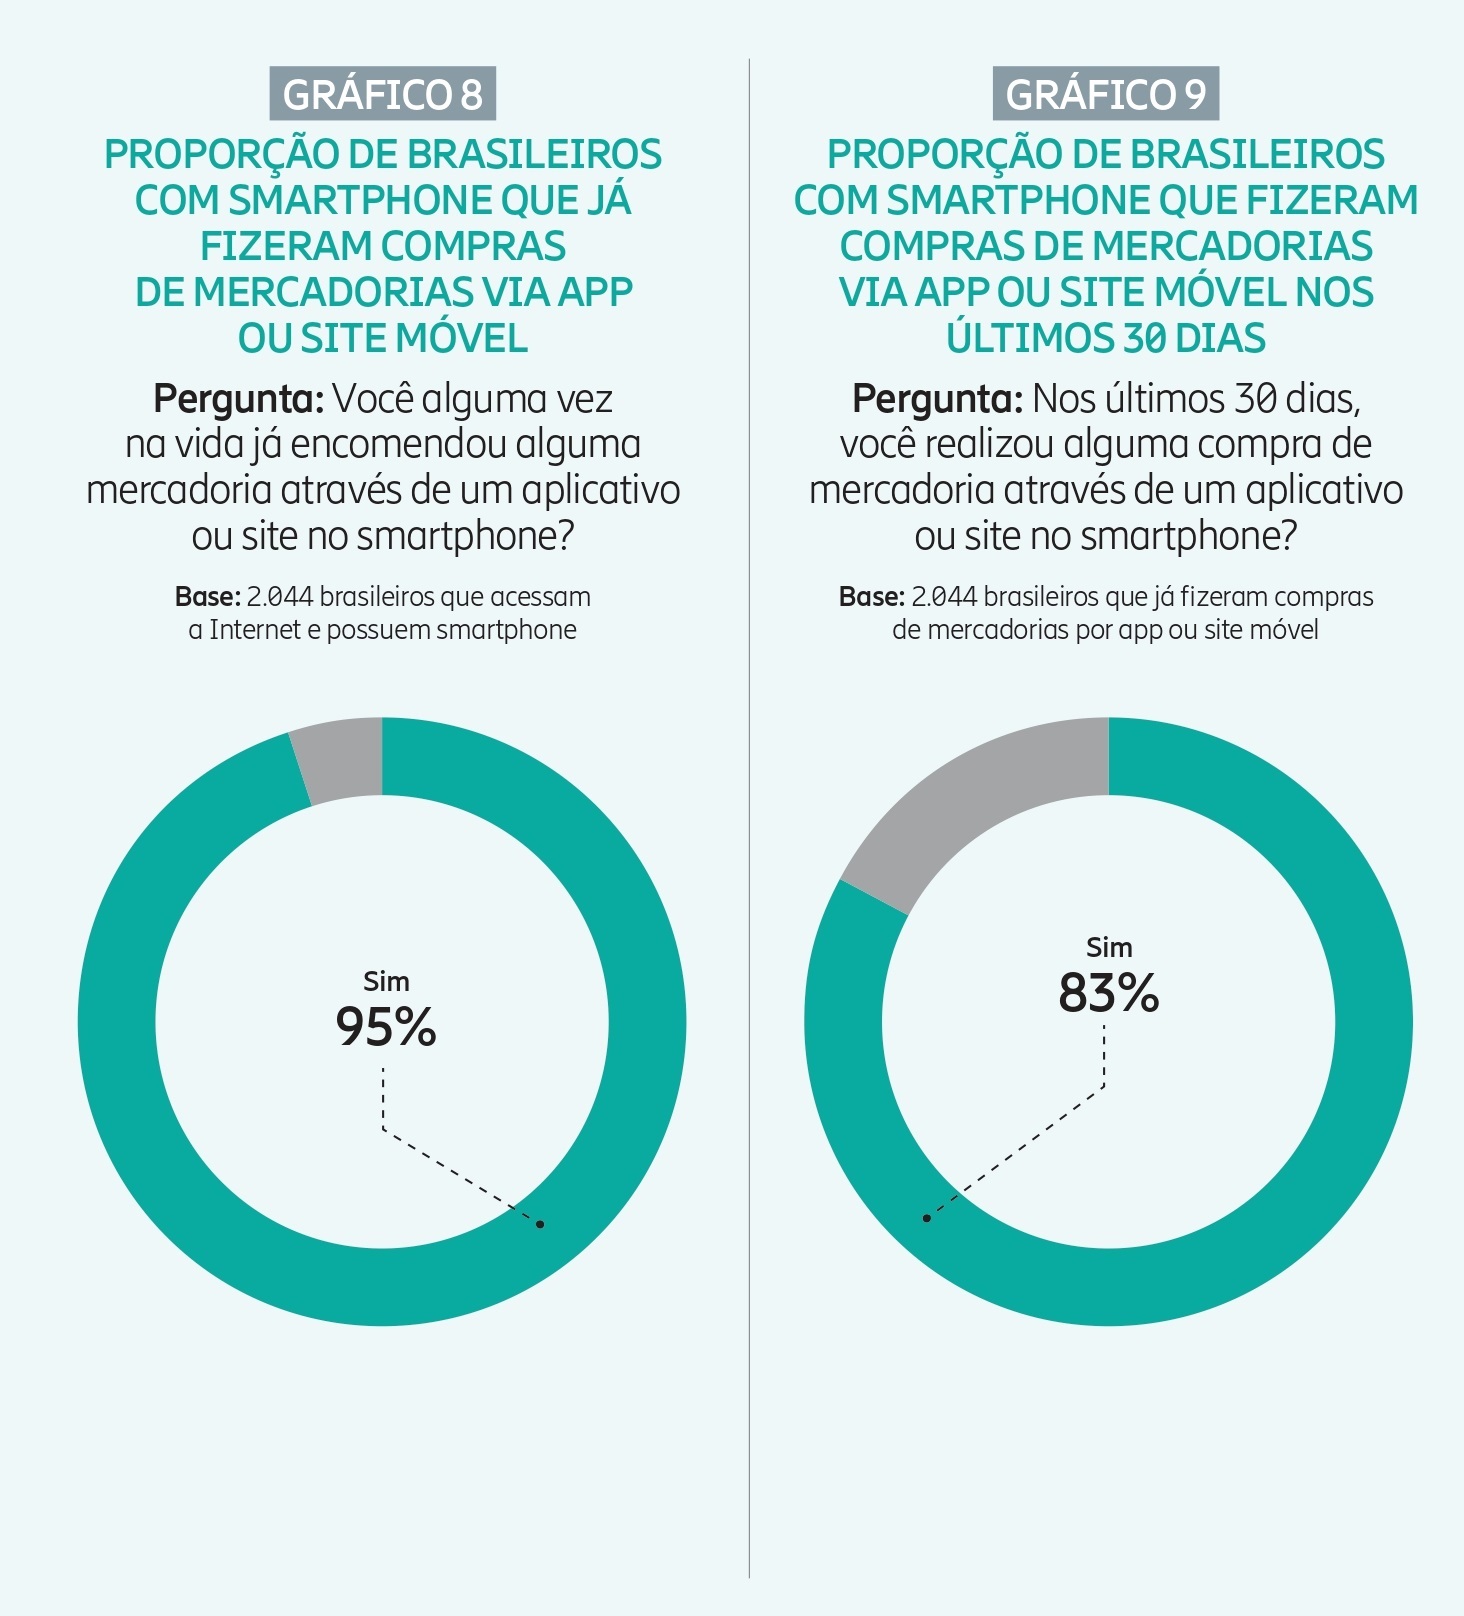 GRÁFICO 8
PROPORÇÃO DE BRASILEIROS
COM SMARTPHONE QUE JÁ
FIZERAM COMPRAS
DE MERCADORIAS VIA APP
OU SITE MÓVEL
Pergunta: Você alguma vez
na vida já encomendou alguma
mercadoria através de um aplicativo
ou site no smartphone?
Base: 2.044 brasileiros que acessam
a Internet e possuem smartphone
Sim
95%
GRÁFICO 9
PROPORÇÃO DE BRASILEIROS
COM SMARTPHONE QUE FIZERAM
COMPRAS DE MERCADORIAS
VIA APP OU SITE MÓVEL NOS
ÚLTIMOS 30 DIAS
Pergunta: Nos últimos 30 dias,
você realizou alguma compra de
mercadoria através de um aplicativo
ou site no smartphone?
Base: 2.044 brasileiros que já fizeram compras
de mercadorias por app ou site móvel
Sim
83%